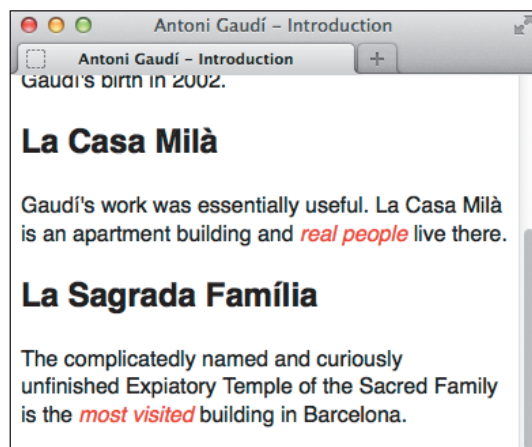 Antoni Gaudí – Introduction
Antoni Gaudí – Introduction
Gaudí's birth in 2002.
La Casa Milà
Gaudí's work was essentially useful. La Casa Milà
is an apartment building and real people live there.
La Sagrada Família
The complicatedly named and curiously
unfinished Expiatory Temple of the Sacred Family
is the most visited building in Barcelona.